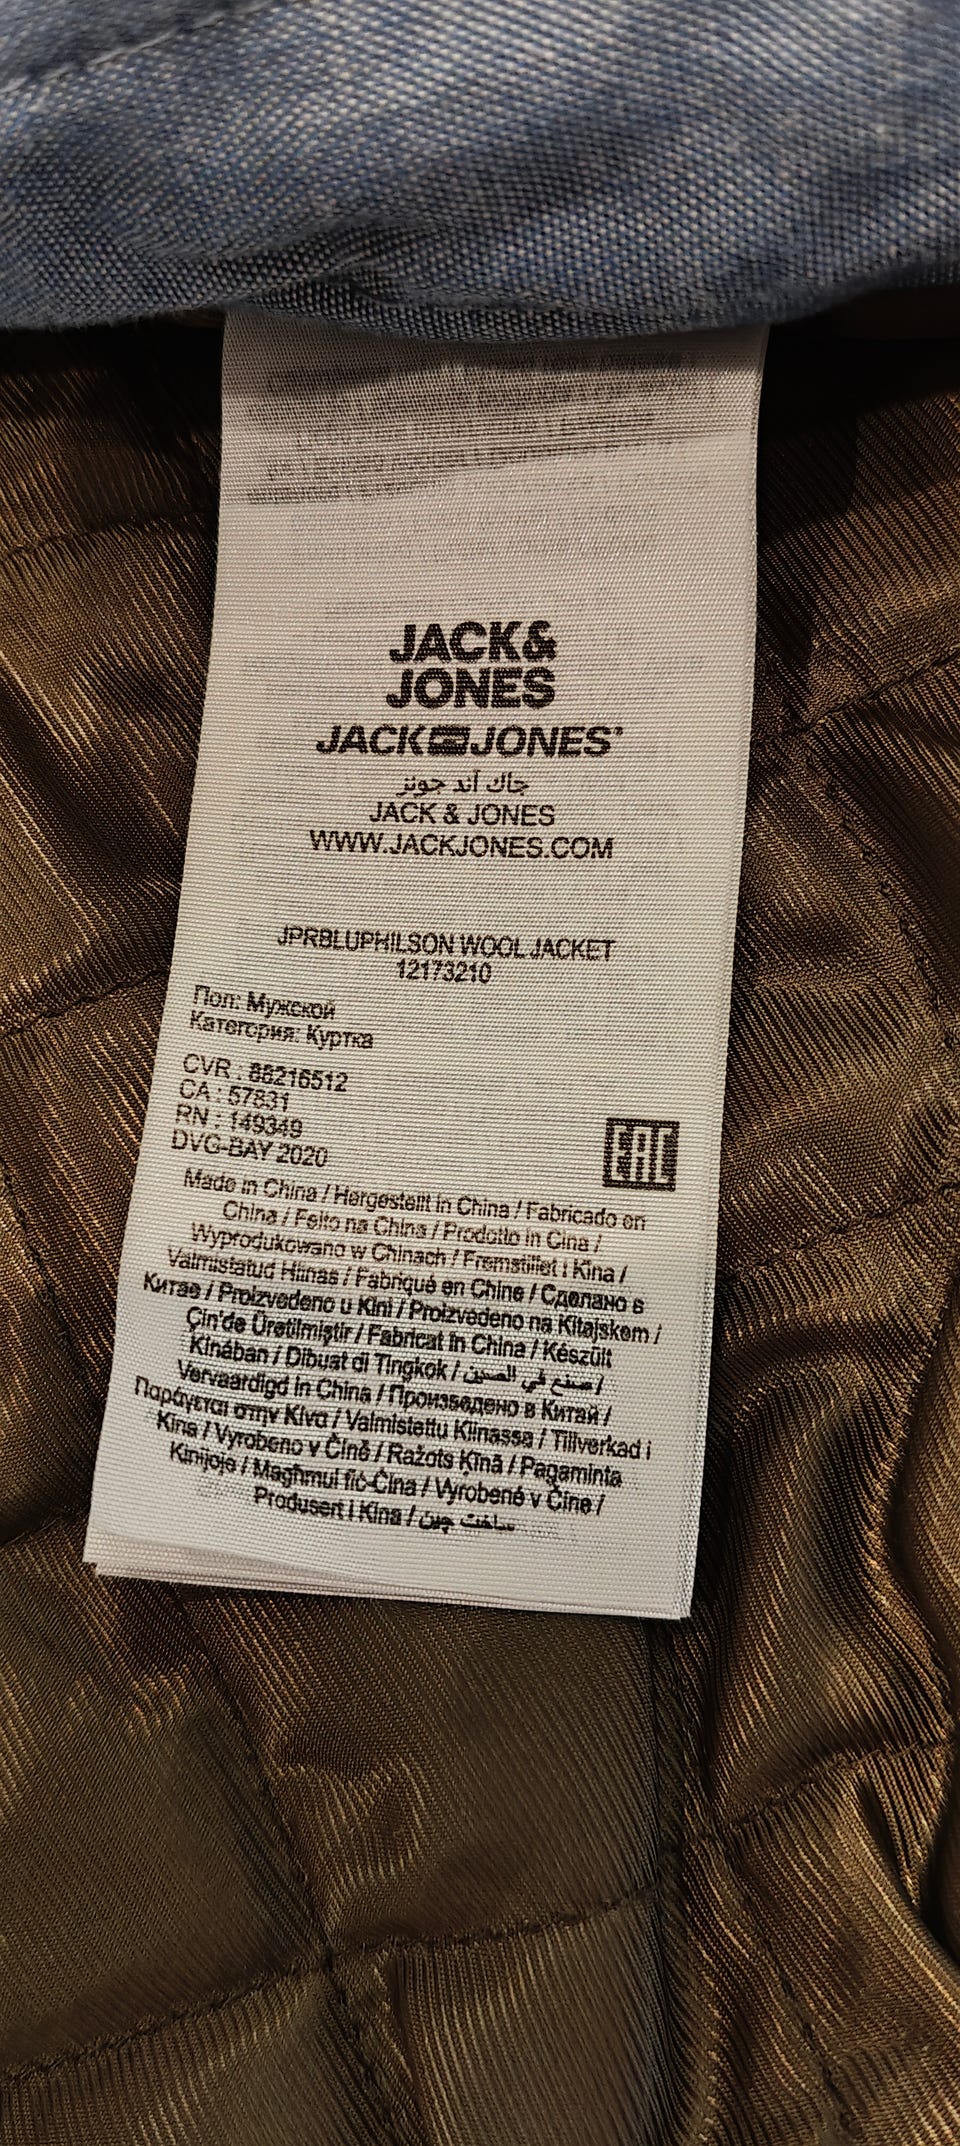 JACK&
JONES
JACK JONES®
جاك آند جونز
JACK & JONES
WWW.JACKJONES.COM
JPRBLUPHILSON WOOL JACKET
12173210
Пол: Мужской
Категория: Куртка
CVR : 88216512
CA : 57831
RN : 149349
DVG-BAY 2020
EAC
Made in China / Hergestellt in China / Fabricado en
China / Feito na China / Prodotto in Cina /
Wyprodukowano w Chinach / Fremstillet i Kina /
Valmistatud Hiinas / Fabriqué en Chine / Сделано в
Китае / Proizvedeno u Kini / Proizvedeno na Kitajskem /
Çin'de Üretilmiştir / Fabricat în China / Készült
Kínában / Dibuat di Tingkok / صنع في الصين /
Vervaardigd in China / Произведено в Китай /
Παράγεται στην Κίνα / Valmistettu Kiinassa / Tillverkad i
Kina / Vyrobeno v Číně / Ražots Ķīnā / Pagaminta
Kinijoje / Magħmul fiċ-Ċina / Vyrobené v Číne /
Produsert i Kina / ساخت چین